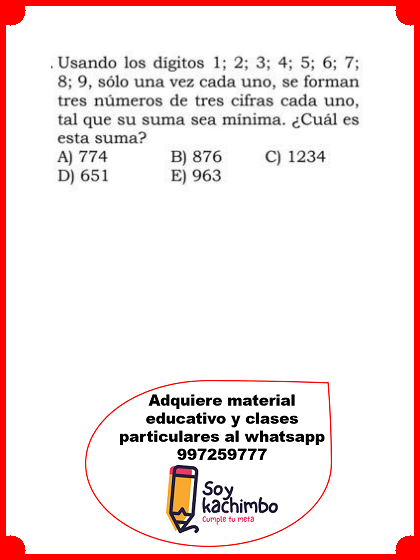 . Usando los dígitos 1; 2; 3; 4; 5; 6; 7;
8; 9, sólo una vez cada uno, se forman
tres números de tres cifras cada uno,
tal que su suma sea mínima. ¿Cuál es
esta suma?
A) 774 B) 876 C) 1234
D) 651 E) 963
Adquiere material
educativo y clases
particulares al whatsapp
997259777
Soy
kachimbo
Cumple tu meta